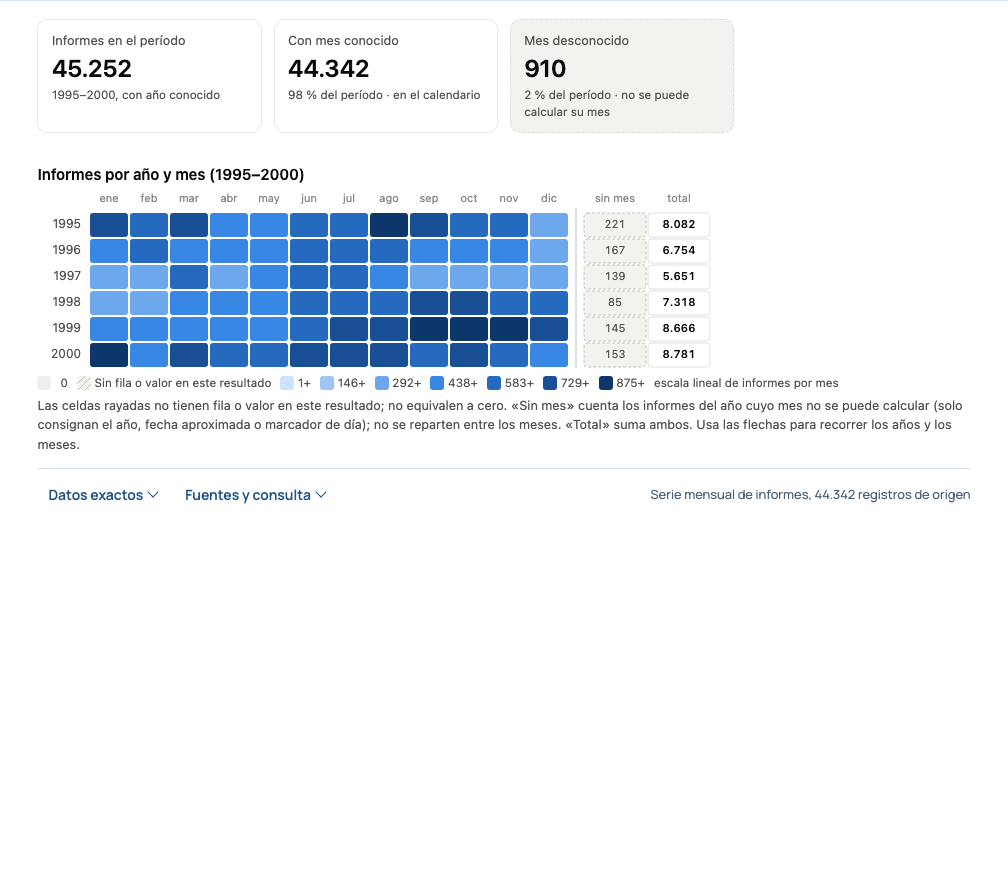 Informes en el período
45.252
1995–2000, con año conocido
Con mes conocido
44.342
98 % del período · en el calendario
Mes desconocido
910
2 % del período · no se puede
calcular su mes
Informes por año y mes (1995–2000)
ene feb mar abr may jun jul ago sep oct nov dic sin mes total
1995 221 8.082
1996 167 6.754
1997 139 5.651
1998 85 7.318
1999 145 8.666
2000 153 8.781
0 Sin fila o valor en este resultado 1+ 146+ 292+ 438+ 583+ 729+ 875+ escala lineal de informes por mes
Las celdas rayadas no tienen fila o valor en este resultado; no equivalen a cero. «Sin mes» cuenta los informes del año cuyo mes no se puede calcular (solo
consignan el año, fecha aproximada o marcador de día); no se reparten entre los meses. «Total» suma ambos. Usa las flechas para recorrer los años y los
meses.
Datos exactos Fuentes y consulta Serie mensual de informes, 44.342 registros de origen